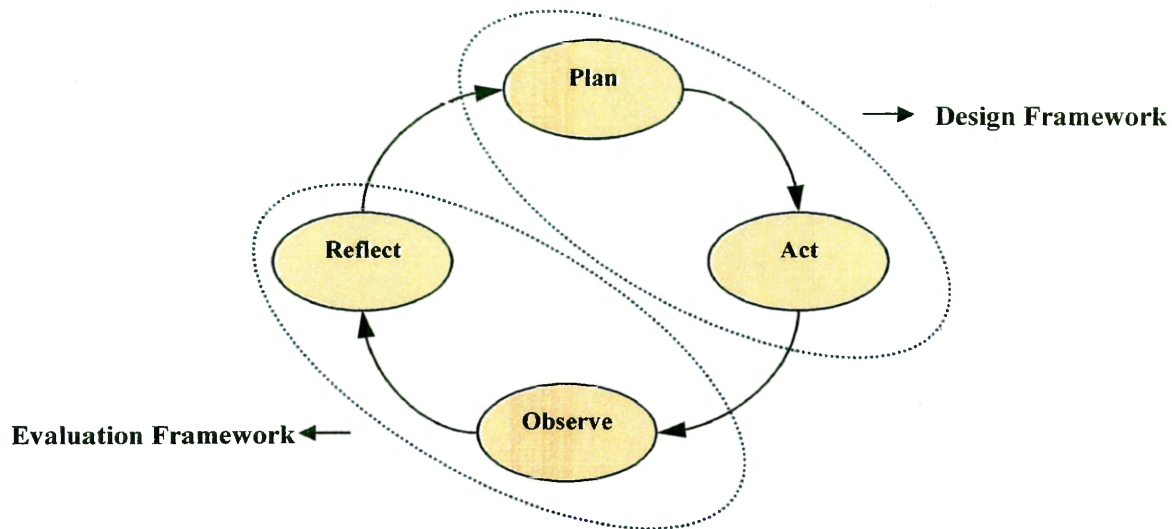 Plan
Design Framework
Reflect
Act
Observe
Evaluation Framework